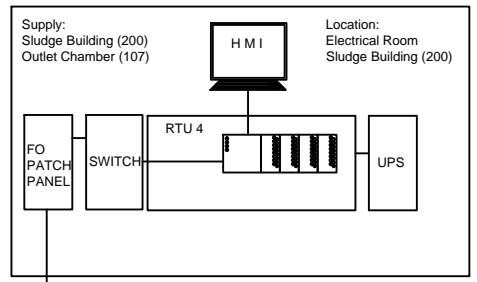 Supply:
Sludge Building (200)
Outlet Chamber (107)
Location:
Electrical Room
Sludge Building (200)
H M I
RTU 4
FO
PATCH
PANEL
SWITCH
UPS